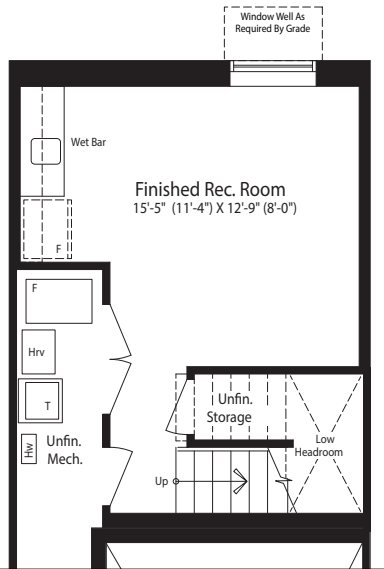 Window Well As
Required By Grade
Wet Bar
Finished Rec. Room
15'-5" (11'-4") X 12'-9" (8'-0")
F
F
Hrv
T
Hw
Unfin.
Mech.
Unfin.
Storage
Low
Headroom
Up